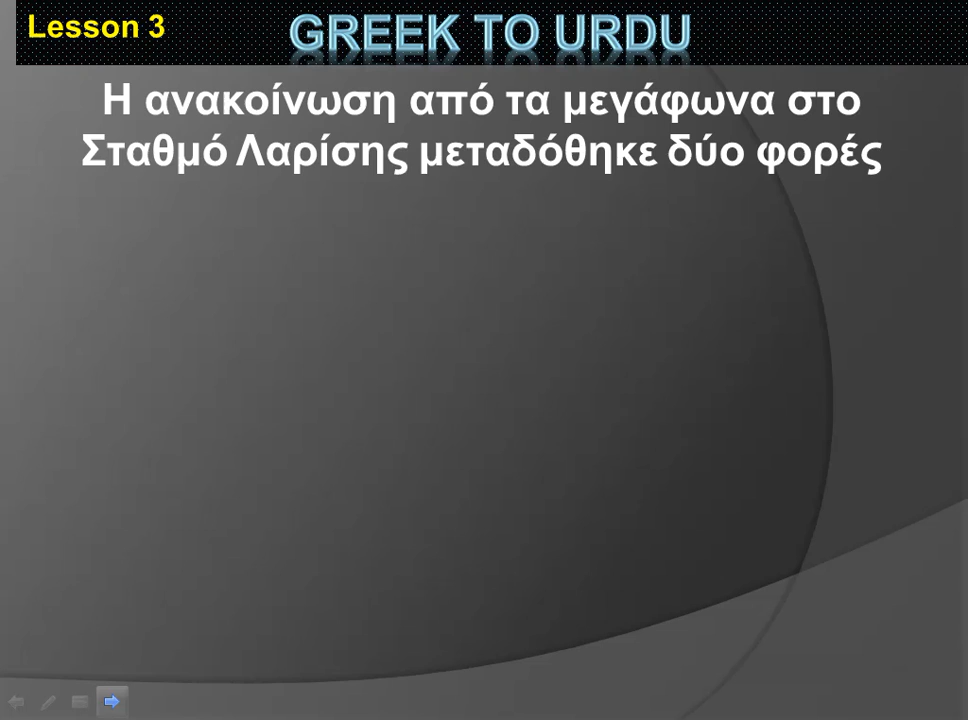 Lesson 3
GREEK TO URDU
Η ανακοίνωση από τα μεγάφωνα στο
Σταθμό Λαρίσης μεταδόθηκε δύο φορές